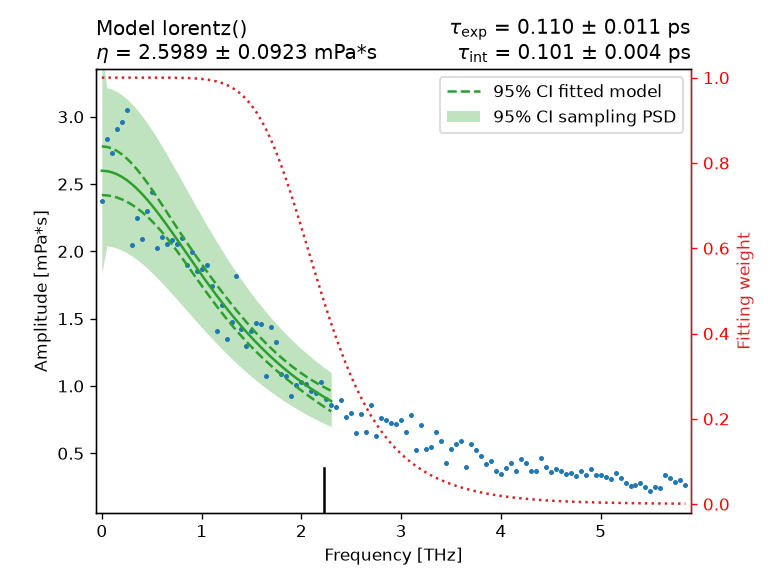 Model lorentz()
η = 2.5989 ± 0.0923 mPa*s
τexp = 0.110 ± 0.011 ps
τint = 0.101 ± 0.004 ps
95% CI fitted model
95% CI sampling PSD
Amplitude [mPa*s]
3.0
2.5
2.0
1.5
1.0
0.5
0
1
2
3
4
5
Frequency [THz]
1.0
0.8
0.6
0.4
0.2
0.0
Fitting weight